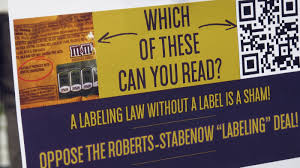 WHICH
OF THESE
CAN YOU READ?
m&m's
A LABELING LAW WITHOUT A LABEL IS A SHAM!
OPPOSE THE ROBERTS-STABENOW "LABELING" DEAL!